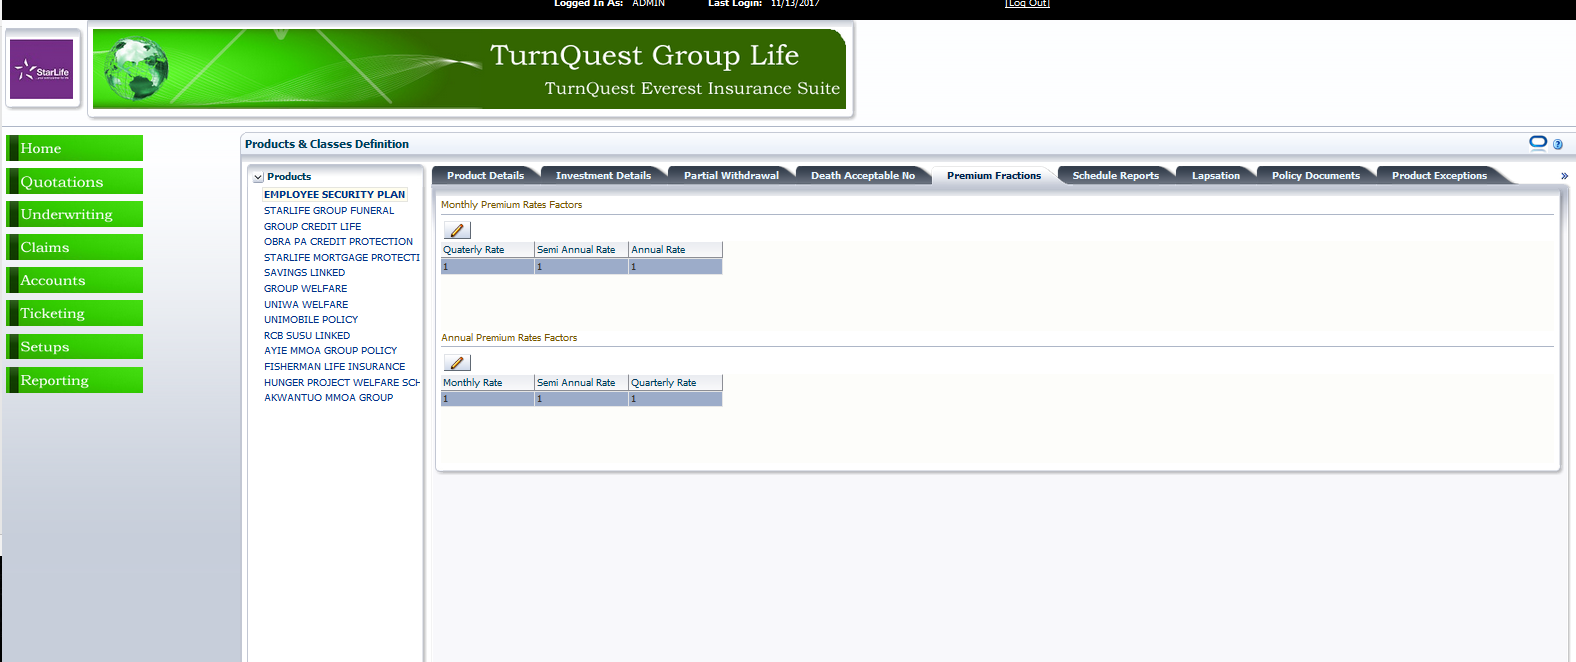 Logged In As: ADMIN Last Login: 11/13/2017 [Log Out]
StarLife
TurnQuest Group Life
TurnQuest Everest Insurance Suite
Home
Quotations
Underwriting
Claims
Accounts
Ticketing
Setups
Reporting
Products & Classes Definition
Products
EMPLOYEE SECURITY PLAN
STARLIFE GROUP FUNERAL
GROUP CREDIT LIFE
OBRA PA CREDIT PROTECTION
STARLIFE MORTGAGE PROTECTI
SAVINGS LINKED
GROUP WELFARE
UNIWA WELFARE
UNIMOBILE POLICY
RCB SUSU LINKED
AYIE MMOA GROUP POLICY
FISHERMAN LIFE INSURANCE
HUNGER PROJECT WELFARE SCH
AKWANTUO MMOA GROUP
Product Details Investment Details Partial Withdrawal Death Acceptable No Premium Fractions Schedule Reports Lapsation Policy Documents Product Exceptions »
Monthly Premium Rates Factors
Quaterly Rate Semi Annual Rate Annual Rate
1 1 1
Annual Premium Rates Factors
Monthly Rate Semi Annual Rate Quarterly Rate
1 1 1